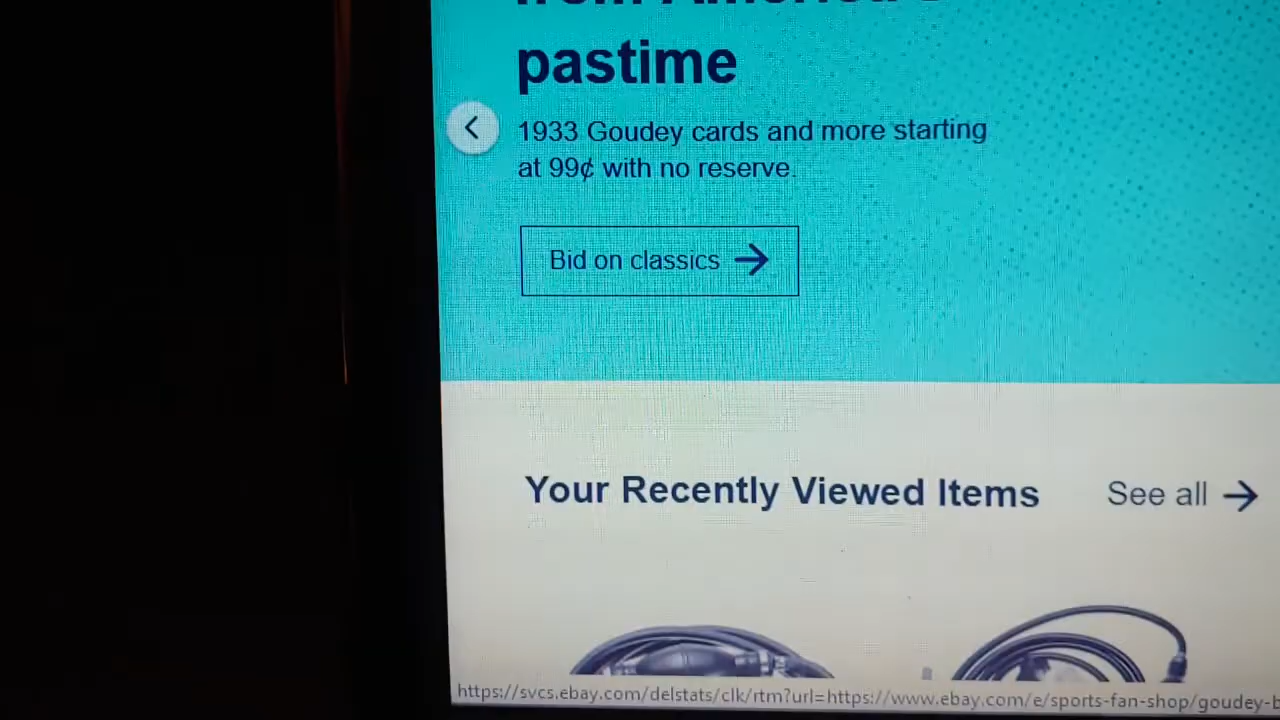 pastime
1933 Goudey cards and more starting
at 99¢ with no reserve.
Bid on classics
Your Recently Viewed Items
See all
https://svcs.ebay.com/delstats/clk/rtm?url=https://www.ebay.com/e/sports-fan-shop/goudey-b